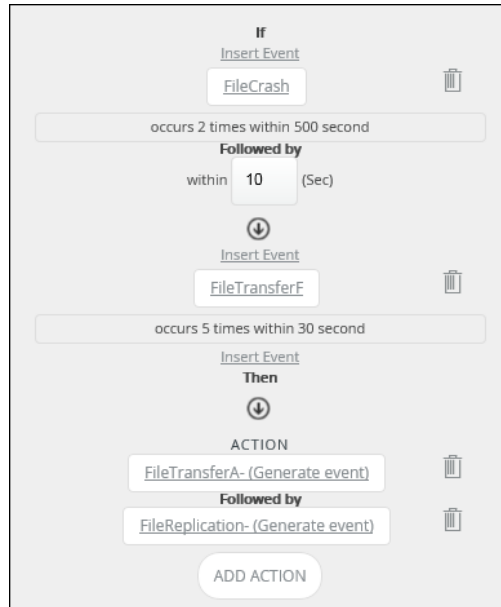 If
Insert Event
FileCrash
occurs 2 times within 500 second
Followed by
within 10 (Sec)
Insert Event
FileTransferF
occurs 5 times within 30 second
Insert Event
Then
ACTION
FileTransferA- (Generate event)
Followed by
FileReplication- (Generate event)
ADD ACTION